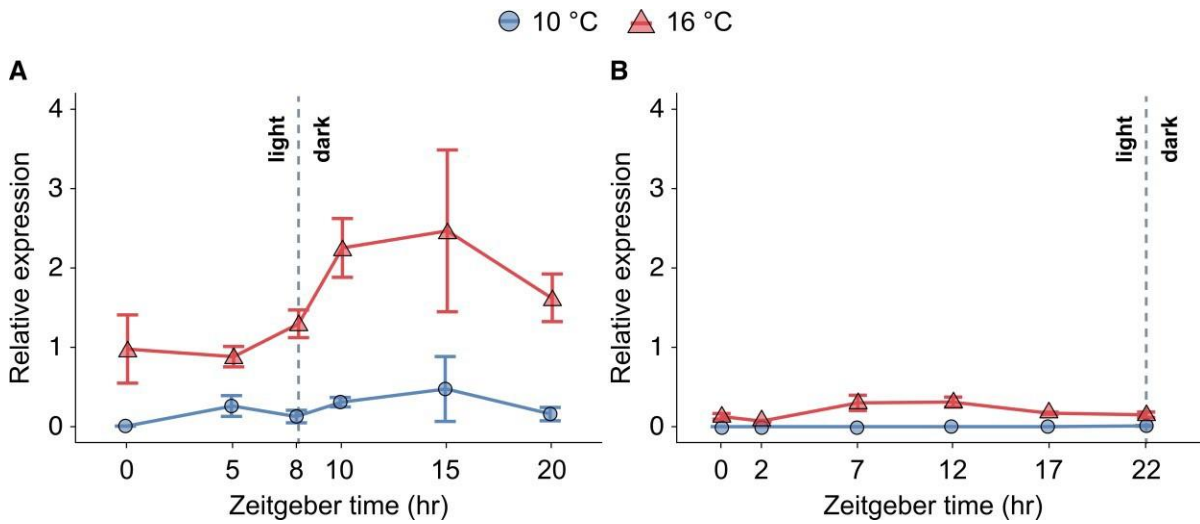 10 °C 16 °C
A
B
4
3
2
1
0
Relative expression
light
dark
0 5 8 10 15 20
Zeitgeber time (hr)
4
3
2
1
0
Relative expression
light
dark
0 2 7 12 17 22
Zeitgeber time (hr)